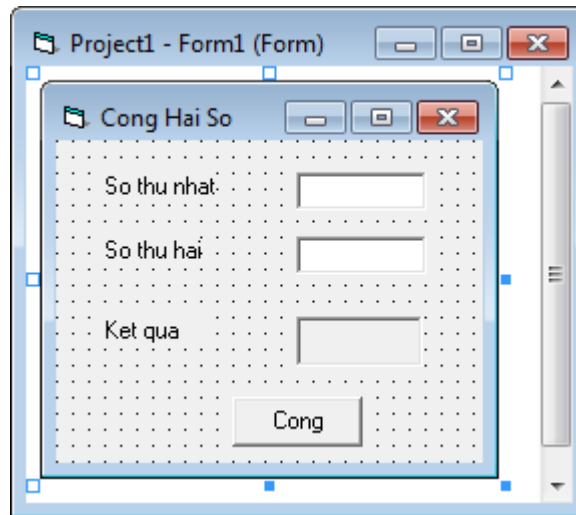 Project1 - Form1 (Form)
Cong Hai So
So thu nhat
So thu hai
Ket qua
Cong